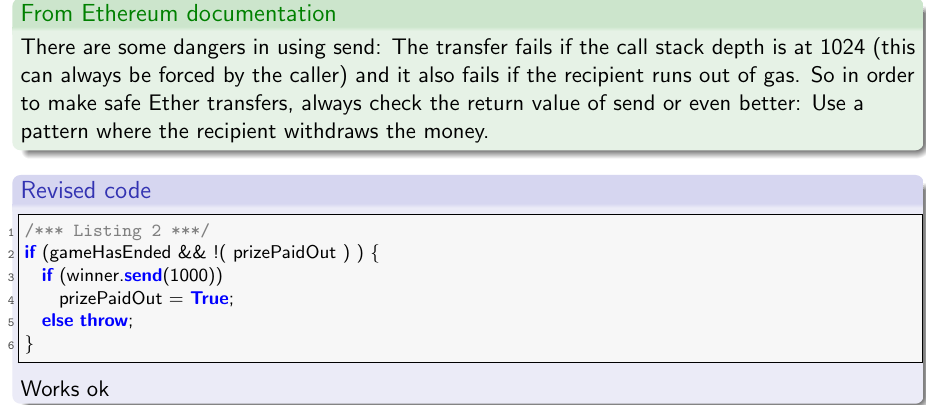 From Ethereum documentation
There are some dangers in using send: The transfer fails if the call stack depth is at 1024 (this
can always be forced by the caller) and it also fails if the recipient runs out of gas. So in order
to make safe Ether transfers, always check the return value of send or even better: Use a
pattern where the recipient withdraws the money.
Revised code
1 /*** Listing 2 ***/
2 if (gameHasEnded && !( prizePaidOut ) ) {
3 if (winner.send(1000))
4 prizePaidOut = True;
5 else throw;
6 }
Works ok